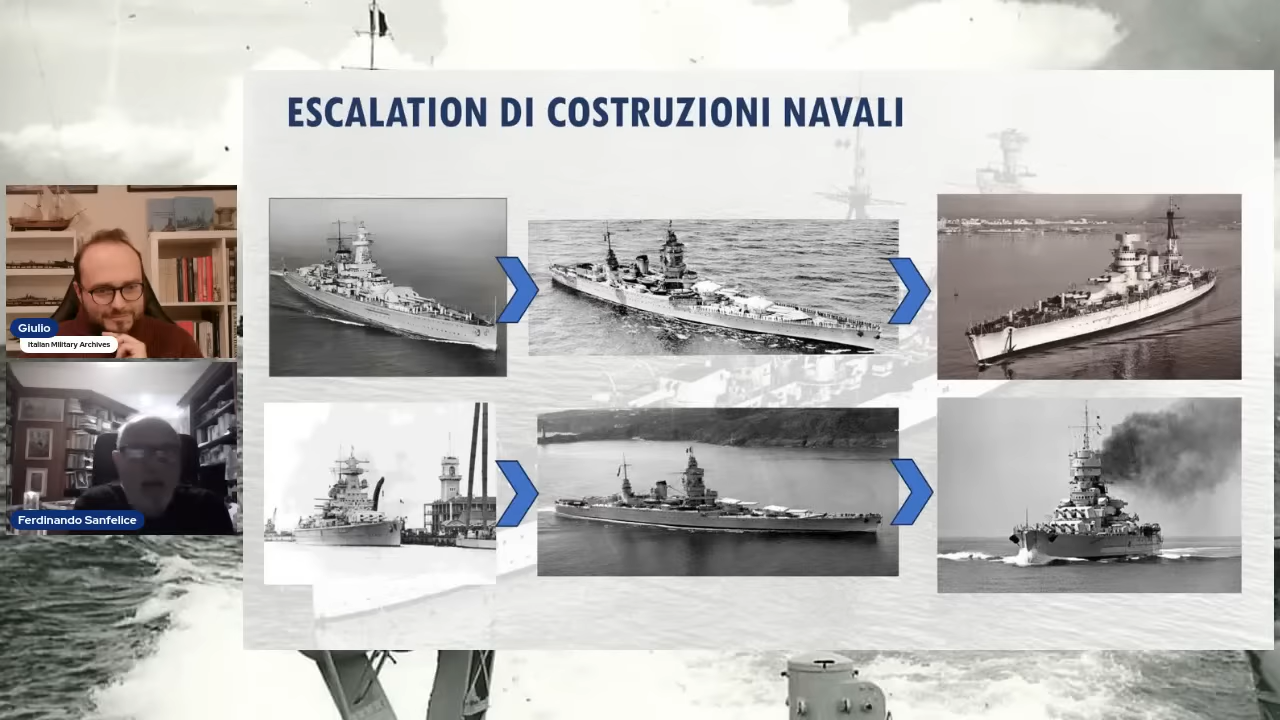 ESCALATION DI COSTRUZIONI NAVALI
Giulio
Italian Military Archives
Ferdinando Sanfelice